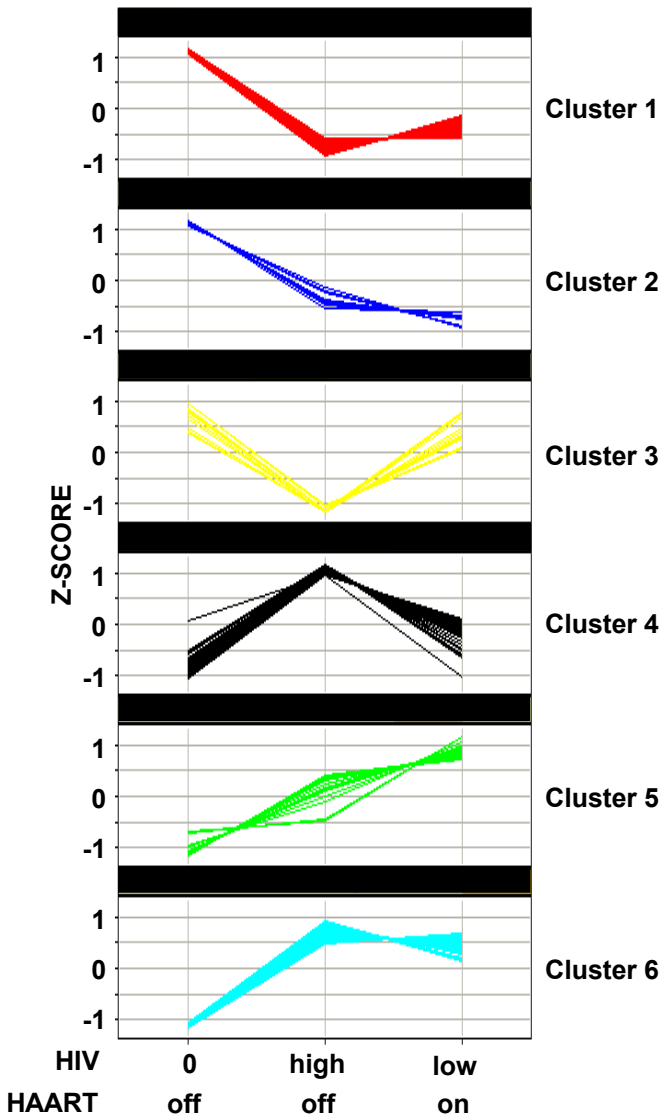 1
0
-1
Cluster 1
1
0
-1
Cluster 2
1
0
-1
Cluster 3
Z-SCORE
1
0
-1
Cluster 4
1
0
-1
Cluster 5
1
0
-1
Cluster 6
HIV 0 high low
HAART off off on